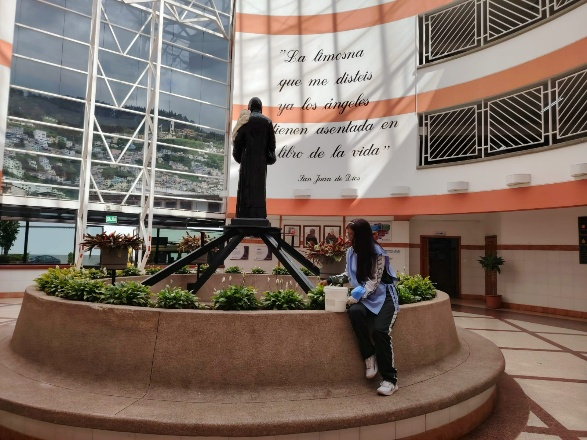 "La limosna
que me disteis
ya los ángeles
tienen asentada en
libro de la vida"
San Juan de Dios